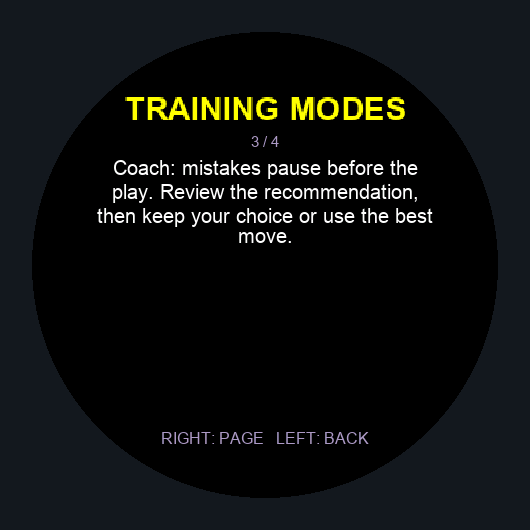 TRAINING MODES
3 / 4
Coach: mistakes pause before the
play. Review the recommendation,
then keep your choice or use the best
move.
RIGHT: PAGE LEFT: BACK